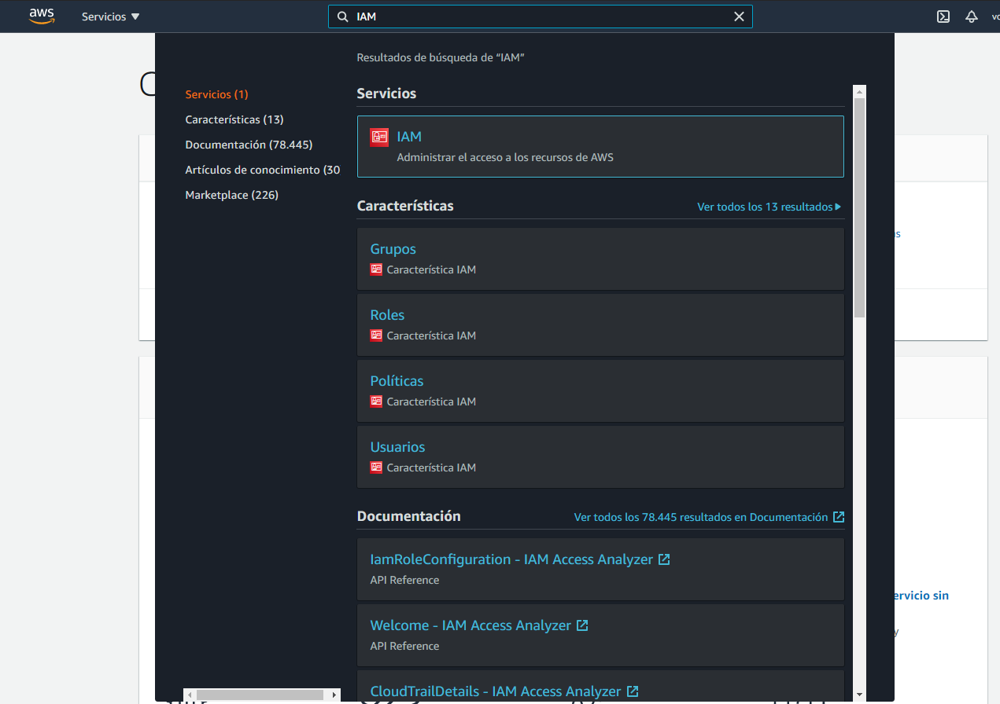 aws
Servicios
IAM
Resultados de búsqueda de “IAM”
Servicios (1)
Características (13)
Documentación (78.445)
Artículos de conocimiento (30
Marketplace (226)
Servicios
IAM
Administrar el acceso a los recursos de AWS
Características
Ver todos los 13 resultados
Grupos
Característica IAM
Roles
Característica IAM
Políticas
Característica IAM
Usuarios
Característica IAM
Documentación
Ver todos los 78.445 resultados en Documentación
IamRoleConfiguration - IAM Access Analyzer
API Reference
Welcome - IAM Access Analyzer
API Reference
CloudTrailDetails - IAM Access Analyzer
ervicio sin
y